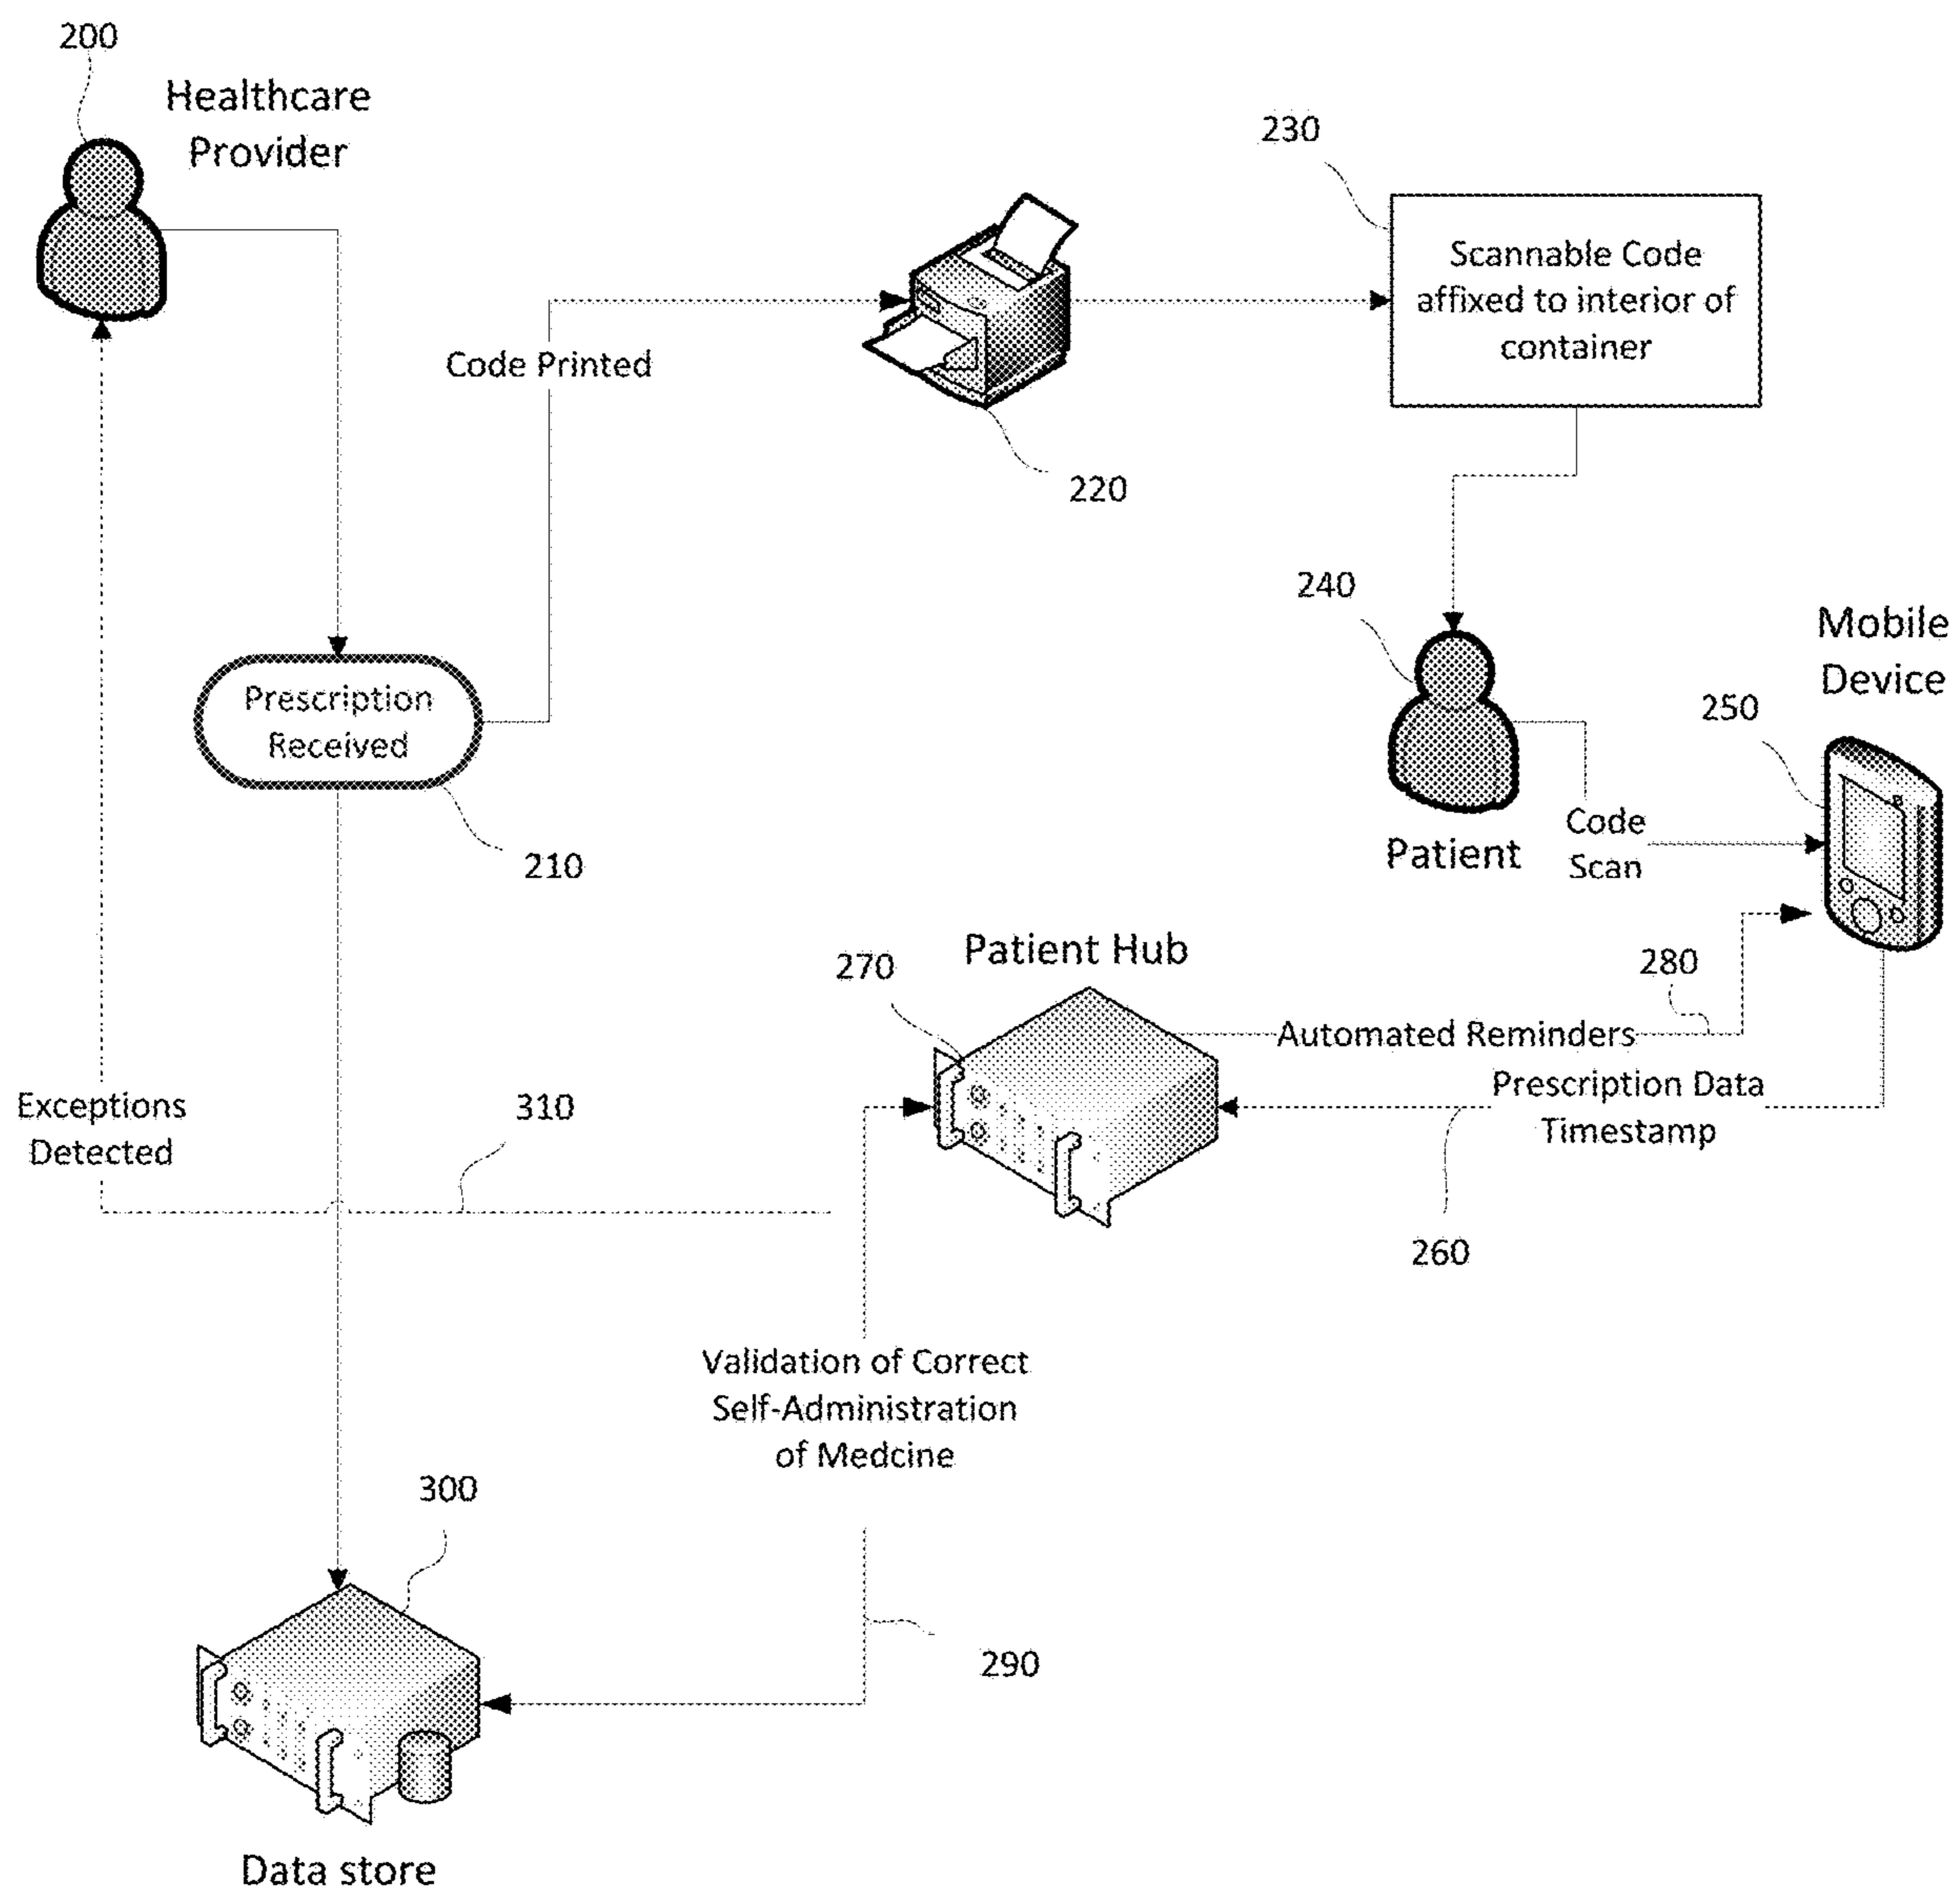 200
Healthcare
Provider
230
Scannable Code
affixed to interior of
container
Code Printed
220
240
Mobile
Device
250
Prescription
Received
210
Code
Scan
Patient
Patient Hub
270
280
Automated Reminders
Prescription Data
Timestamp
260
Exceptions
Detected
310
Validation of Correct
Self-Administration
of Medcine
290
300
Data store